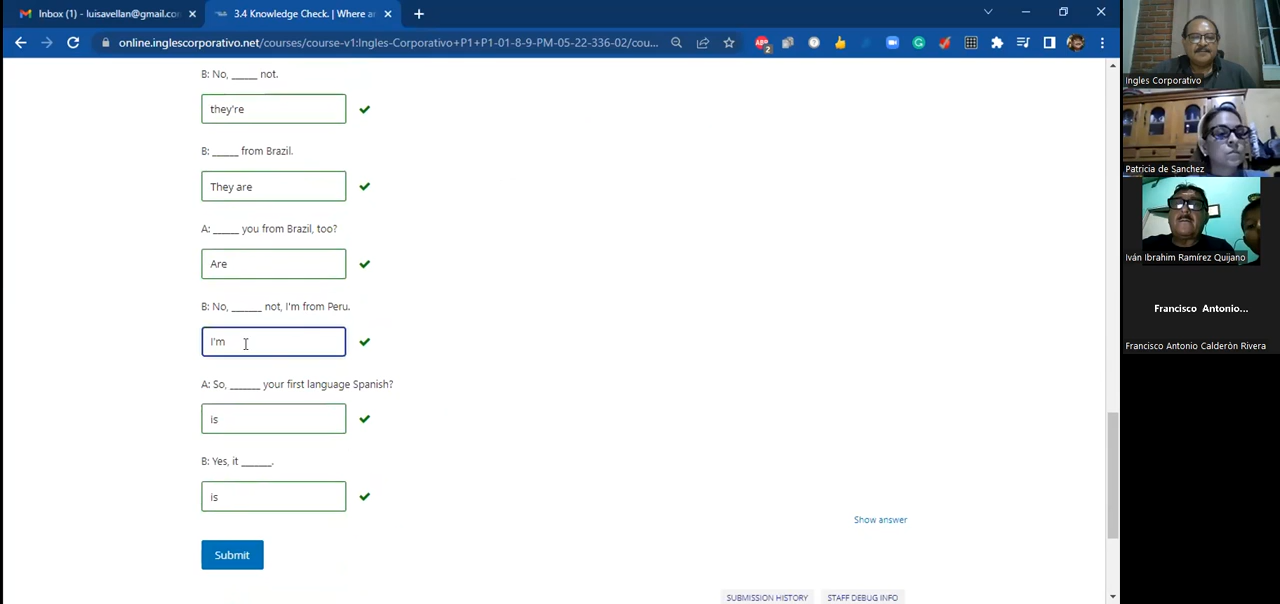 Inbox (1) - luisavellan@gmail.co
3.4 Knowledge Check. | Where a
online.inglescorporativo.net/courses/course-v1:Ingles-Corporativo+P1+P1-01-8-9-PM-05-22-336-02/cou...
B: No, _____ not.
they're
B: _____ from Brazil.
They are
A: _____ you from Brazil, too?
Are
B: No, ______ not, I'm from Peru.
I'm
A: So, ______ your first language Spanish?
is
B: Yes, it ______.
is
Show answer
Submit
SUBMISSION HISTORY
STAFF DEBUG INFO
Ingles Corporativo
Patricia de Sanchez
Iván Ibrahim Ramírez Quijano
Francisco Antonio...
Francisco Antonio Calderòn Rivera